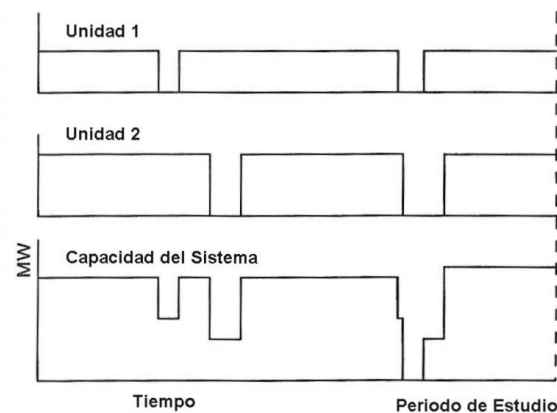 Unidad 1
Unidad 2
MW
Capacidad del Sistema
Tiempo
Periodo de Estudio